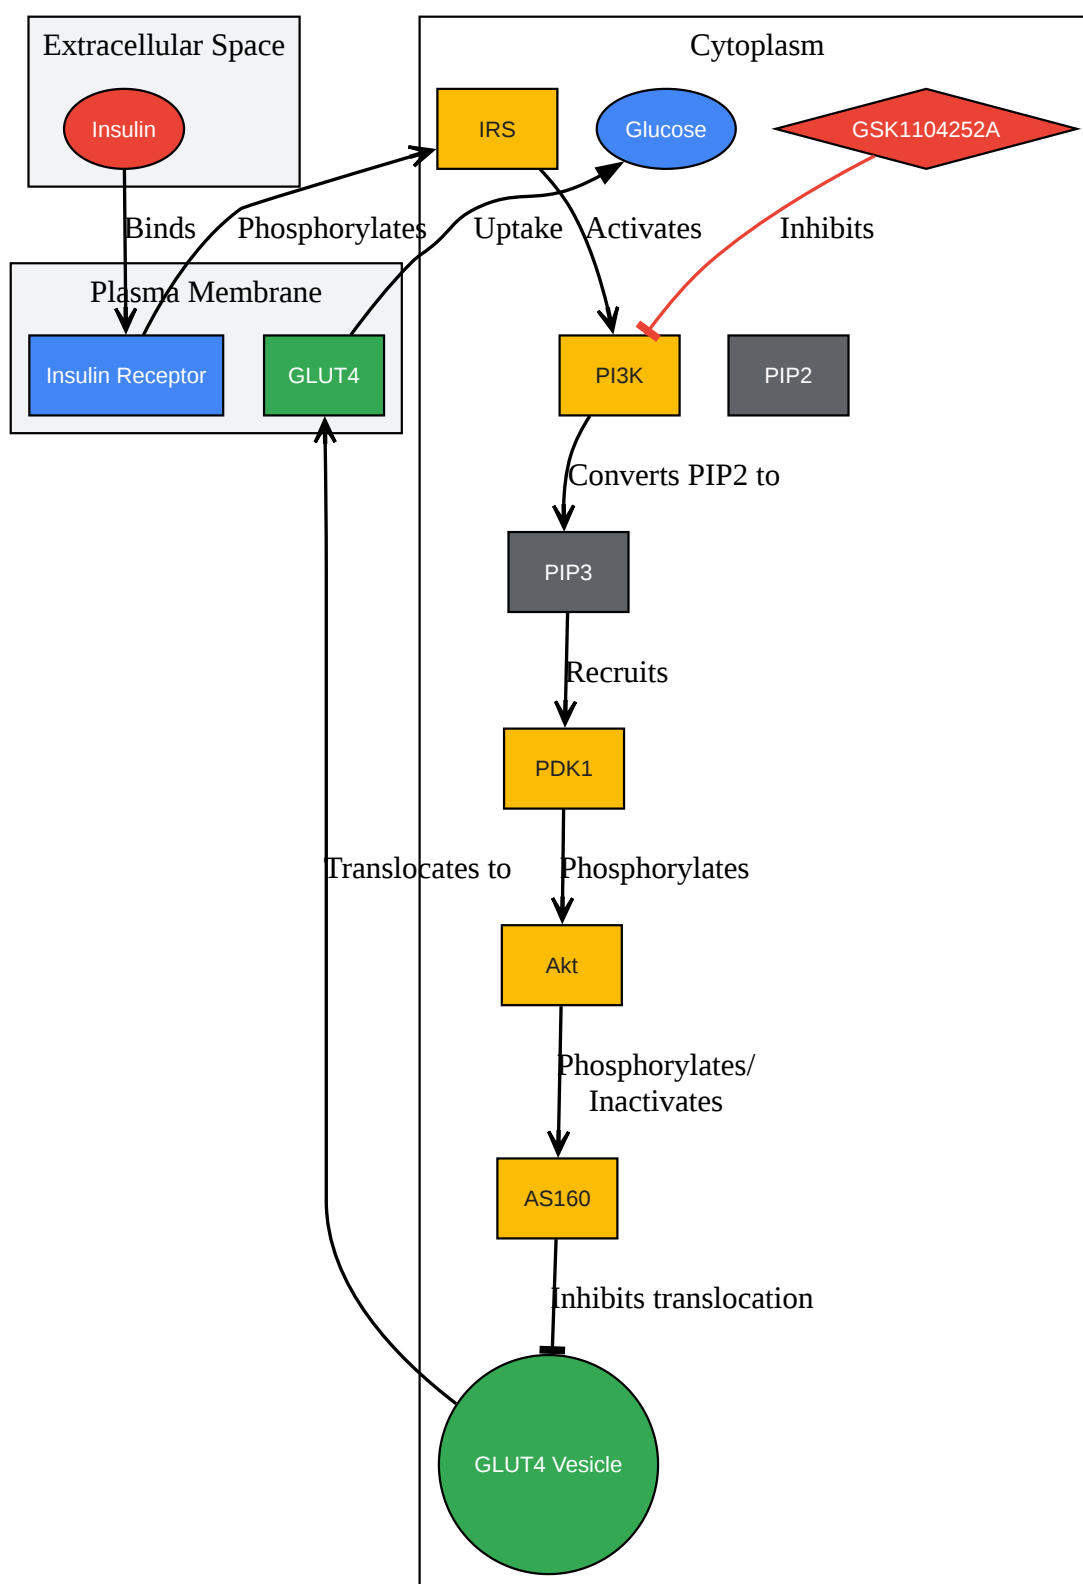 Extracellular Space
Cytoplasm
Insulin
IRS
Glucose
GSK1104252A
Binds
Phosphorylates
Uptake
Activates
Inhibits
Plasma Membrane
Insulin Receptor
GLUT4
PI3K
PIP2
Converts PIP2 to
PIP3
Recruits
PDK1
Translocates to
Phosphorylates
Akt
Phosphorylates/
Inactivates
AS160
Inhibits translocation
GLUT4 Vesicle